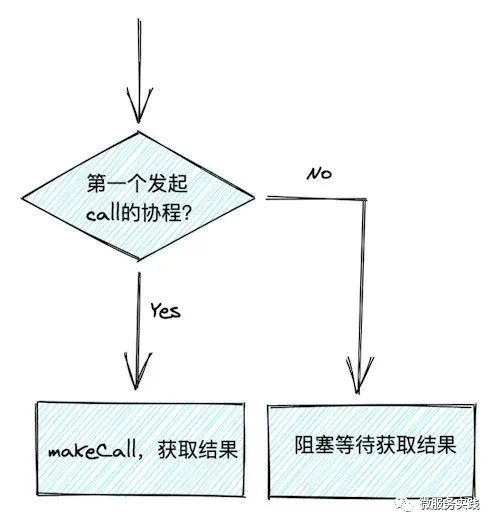 第一个发起
call的协程?
No
Yes
makeCall, 获取结果
阻塞等待获取结果
微服务实践